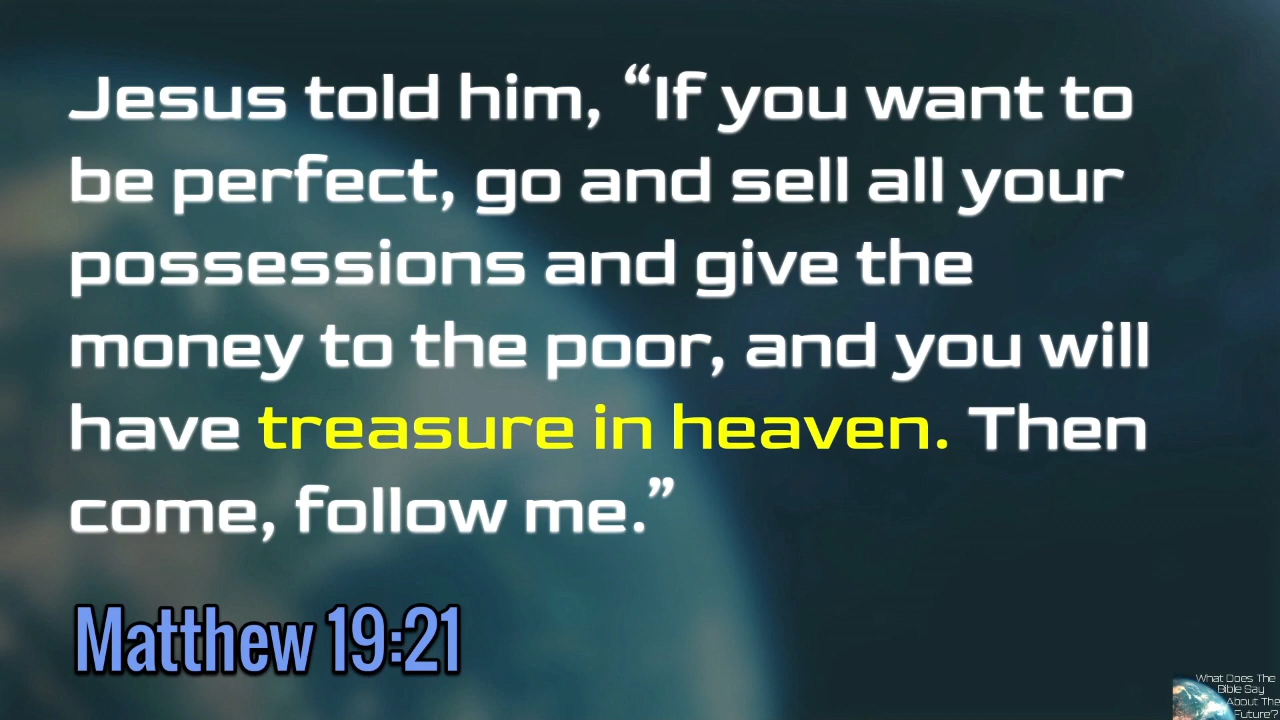 Jesus told him, “If you want to
be perfect, go and sell all your
possessions and give the
money to the poor, and you will
have treasure in heaven. Then
come, follow me.”
Matthew 19:21
What Does The
Bible Say
About The
Future?